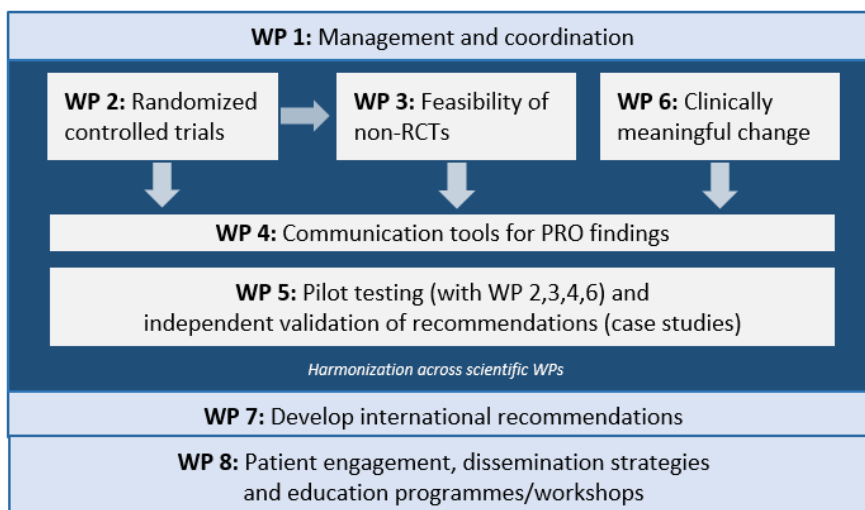 WP 1: Management and coordination
WP 2: Randomized
controlled trials
WP 3: Feasibility of
non-RCTs
WP 6: Clinically
meaningful change
WP 4: Communication tools for PRO findings
WP 5: Pilot testing (with WP 2,3,4,6) and
independent validation of recommendations (case studies)
Harmonization across scientific WPs
WP 7: Develop international recommendations
WP 8: Patient engagement, dissemination strategies
and education programmes/workshops